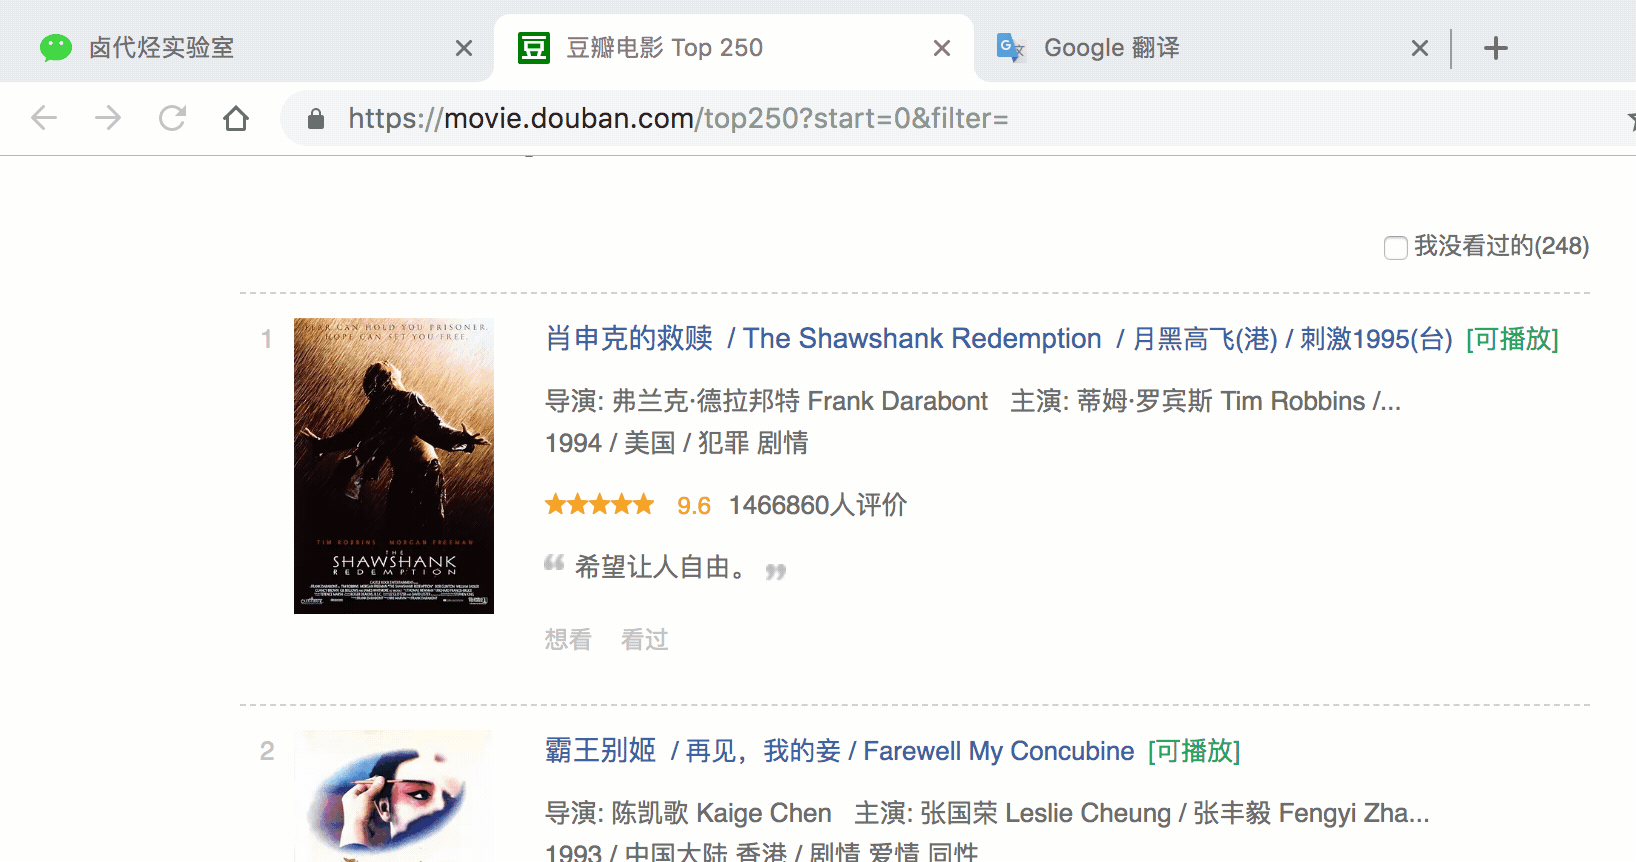 卤代烃实验室
豆瓣电影 Top 250
Google 翻译
https://movie.douban.com/top250?start=0&filter=
我没看过的(248)
1
FEAR CAN HOLD YOU PRISONER.
HOPE CAN SET YOU FREE.
TIM ROBBINS MORGAN FREEMAN
THE
SHAWSHANK
REDEMPTION
肖申克的救赎 / The Shawshank Redemption / 月黑高飞(港) / 刺激1995(台) [可播放]
导演: 弗兰克·德拉邦特 Frank Darabont 主演: 蒂姆·罗宾斯 Tim Robbins /...
1994 / 美国 / 犯罪 剧情
9.6 1466860人评价
“ 希望让人自由。 ”
想看 看过
2
霸王别姬 / 再见，我的妾 / Farewell My Concubine [可播放]
导演: 陈凯歌 Kaige Chen 主演: 张国荣 Leslie Cheung / 张丰毅 Fengyi Zha...
1993 / 中国大陆 香港 / 剧情 爱情 同性